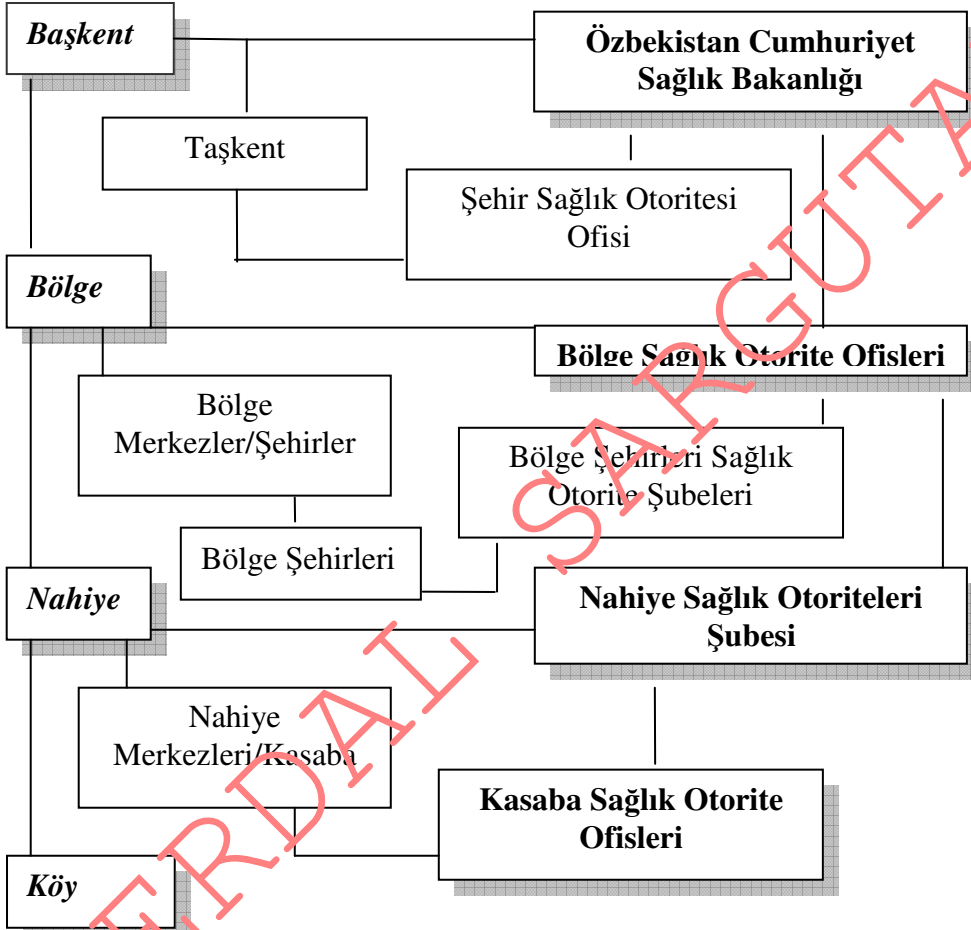 Başkent
Özbekistan Cumhuriyet
Sağlık Bakanlığı
Taşkent
Şehir Sağlık Otoritesi
Ofisi
Bölge
Bölge Sağlık Otorite Ofisleri
Bölge
Merkezler/Şehirler
Bölge Şehirleri Sağlık
Otorite Şubeleri
Bölge Şehirleri
Nahiye
Nahiye Sağlık Otoriteleri
Şubesi
Nahiye
Merkezleri/Kasaba
Kasaba Sağlık Otorite
Ofisleri
Köy
ERDAL SARGUTA